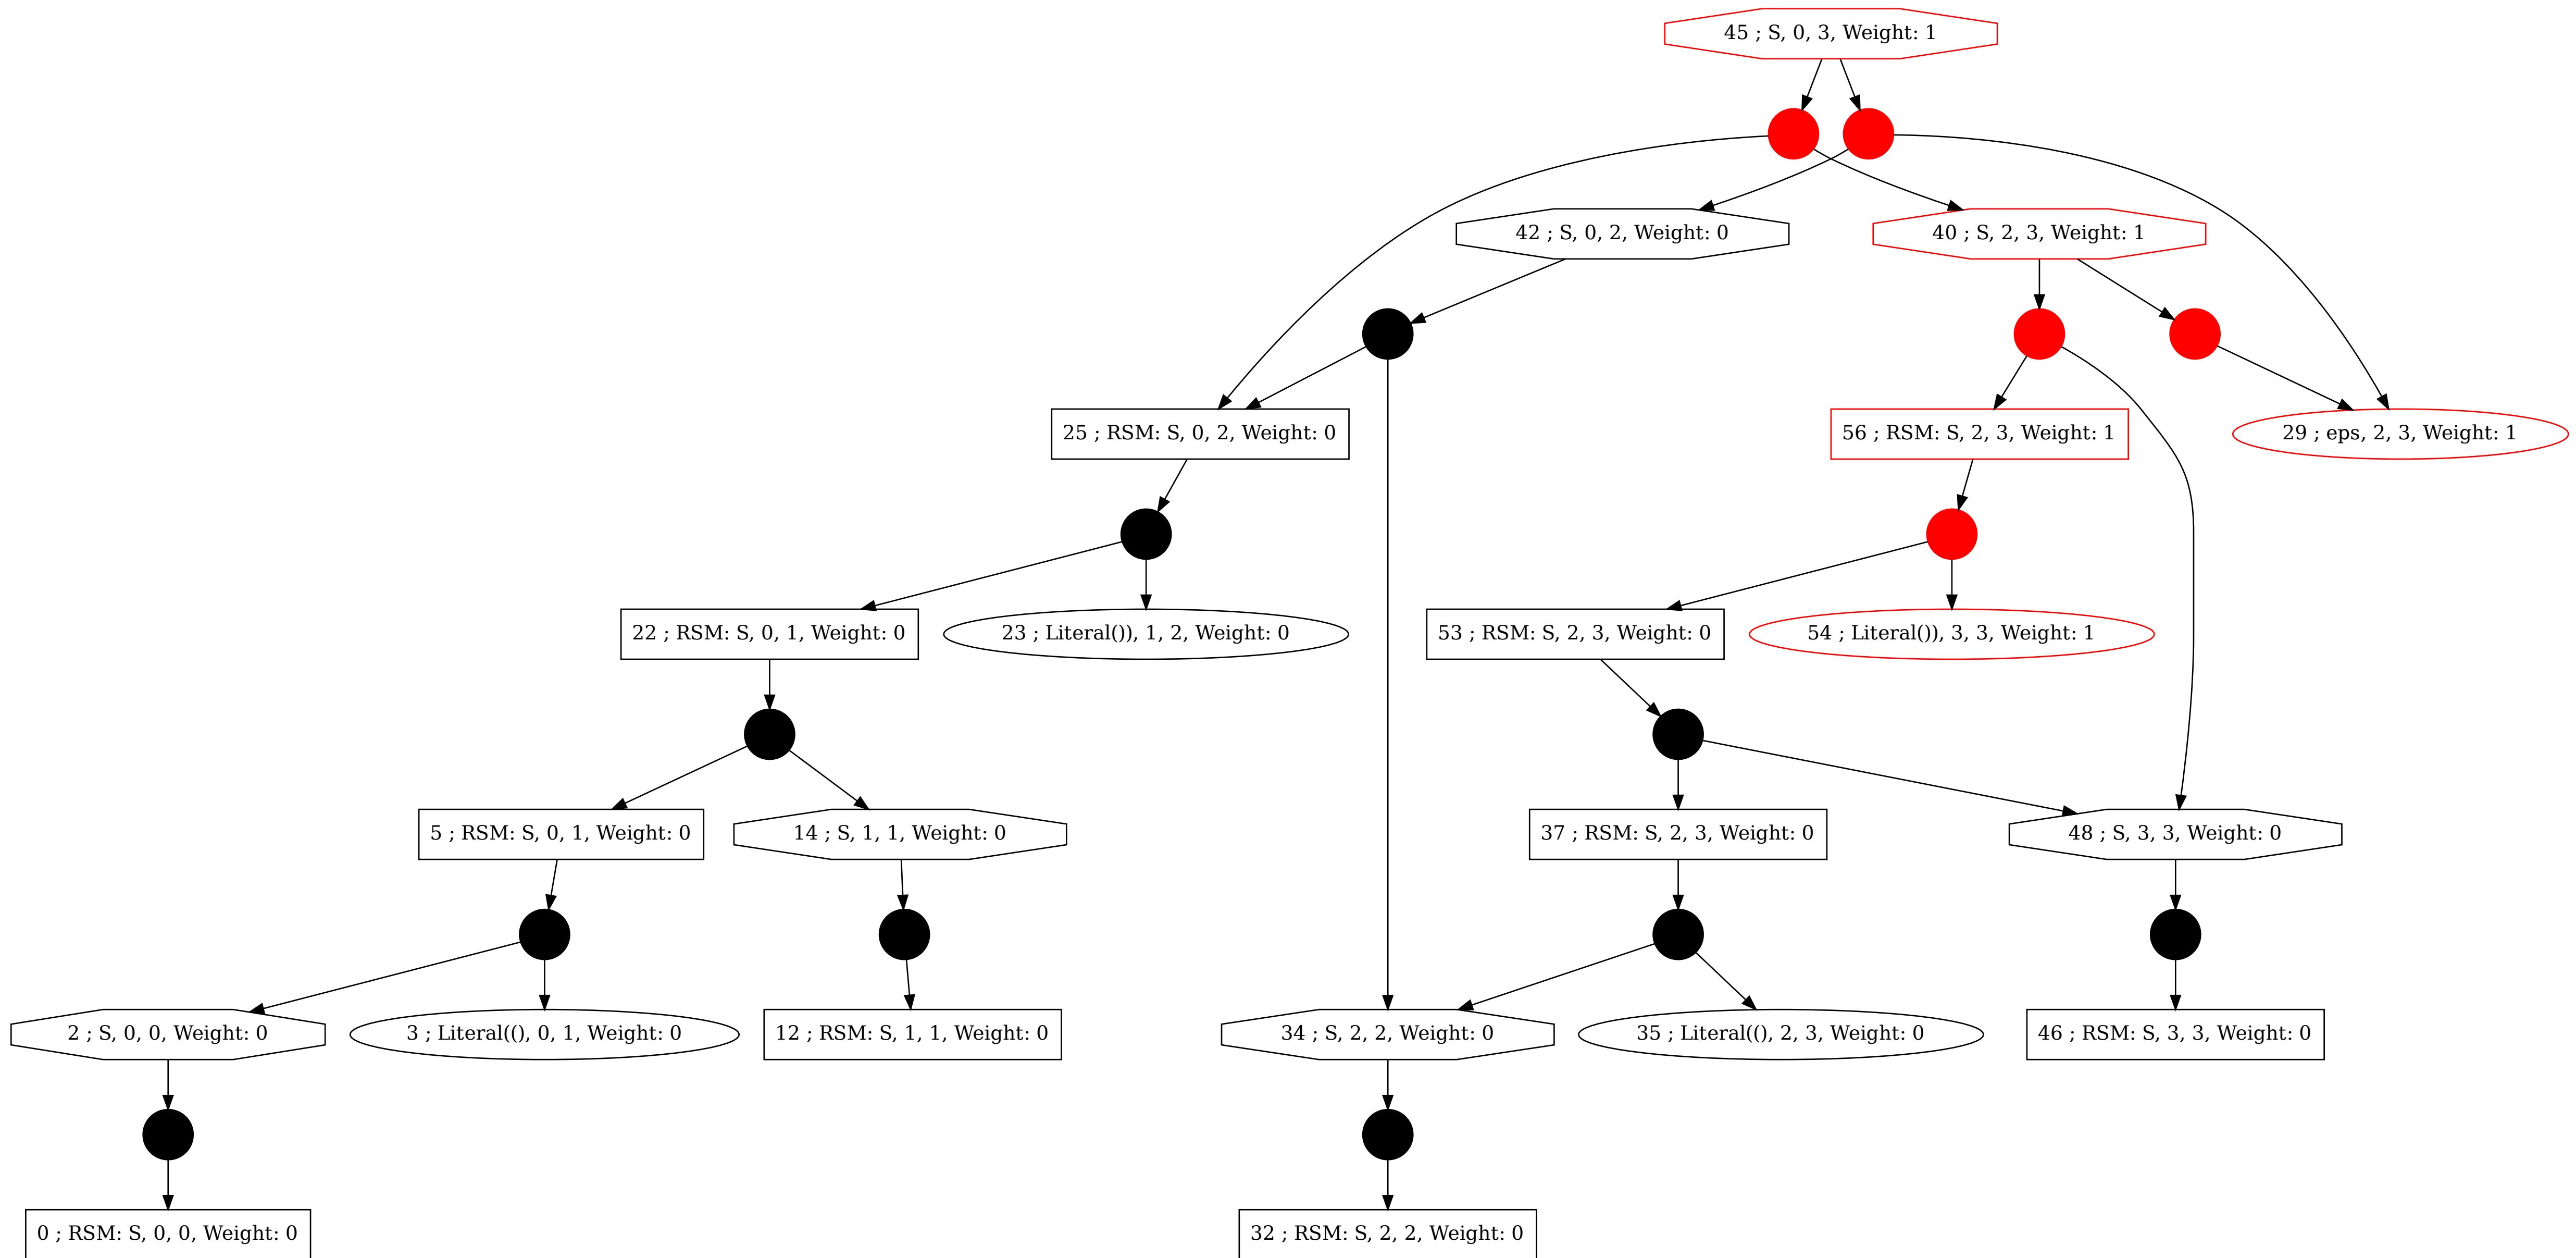 45 ; S, 0, 3, Weight: 1
42 ; S, 0, 2, Weight: 0
40 ; S, 2, 3, Weight: 1
25 ; RSM: S, 0, 2, Weight: 0
56 ; RSM: S, 2, 3, Weight: 1
29 ; eps, 2, 3, Weight: 1
22 ; RSM: S, 0, 1, Weight: 0
23 ; Literal()), 1, 2, Weight: 0
53 ; RSM: S, 2, 3, Weight: 0
54 ; Literal()), 3, 3, Weight: 1
5 ; RSM: S, 0, 1, Weight: 0
14 ; S, 1, 1, Weight: 0
37 ; RSM: S, 2, 3, Weight: 0
48 ; S, 3, 3, Weight: 0
2 ; S, 0, 0, Weight: 0
3 ; Literal((), 0, 1, Weight: 0
12 ; RSM: S, 1, 1, Weight: 0
34 ; S, 2, 2, Weight: 0
35 ; Literal((), 2, 3, Weight: 0
46 ; RSM: S, 3, 3, Weight: 0
0 ; RSM: S, 0, 0, Weight: 0
32 ; RSM: S, 2, 2, Weight: 0